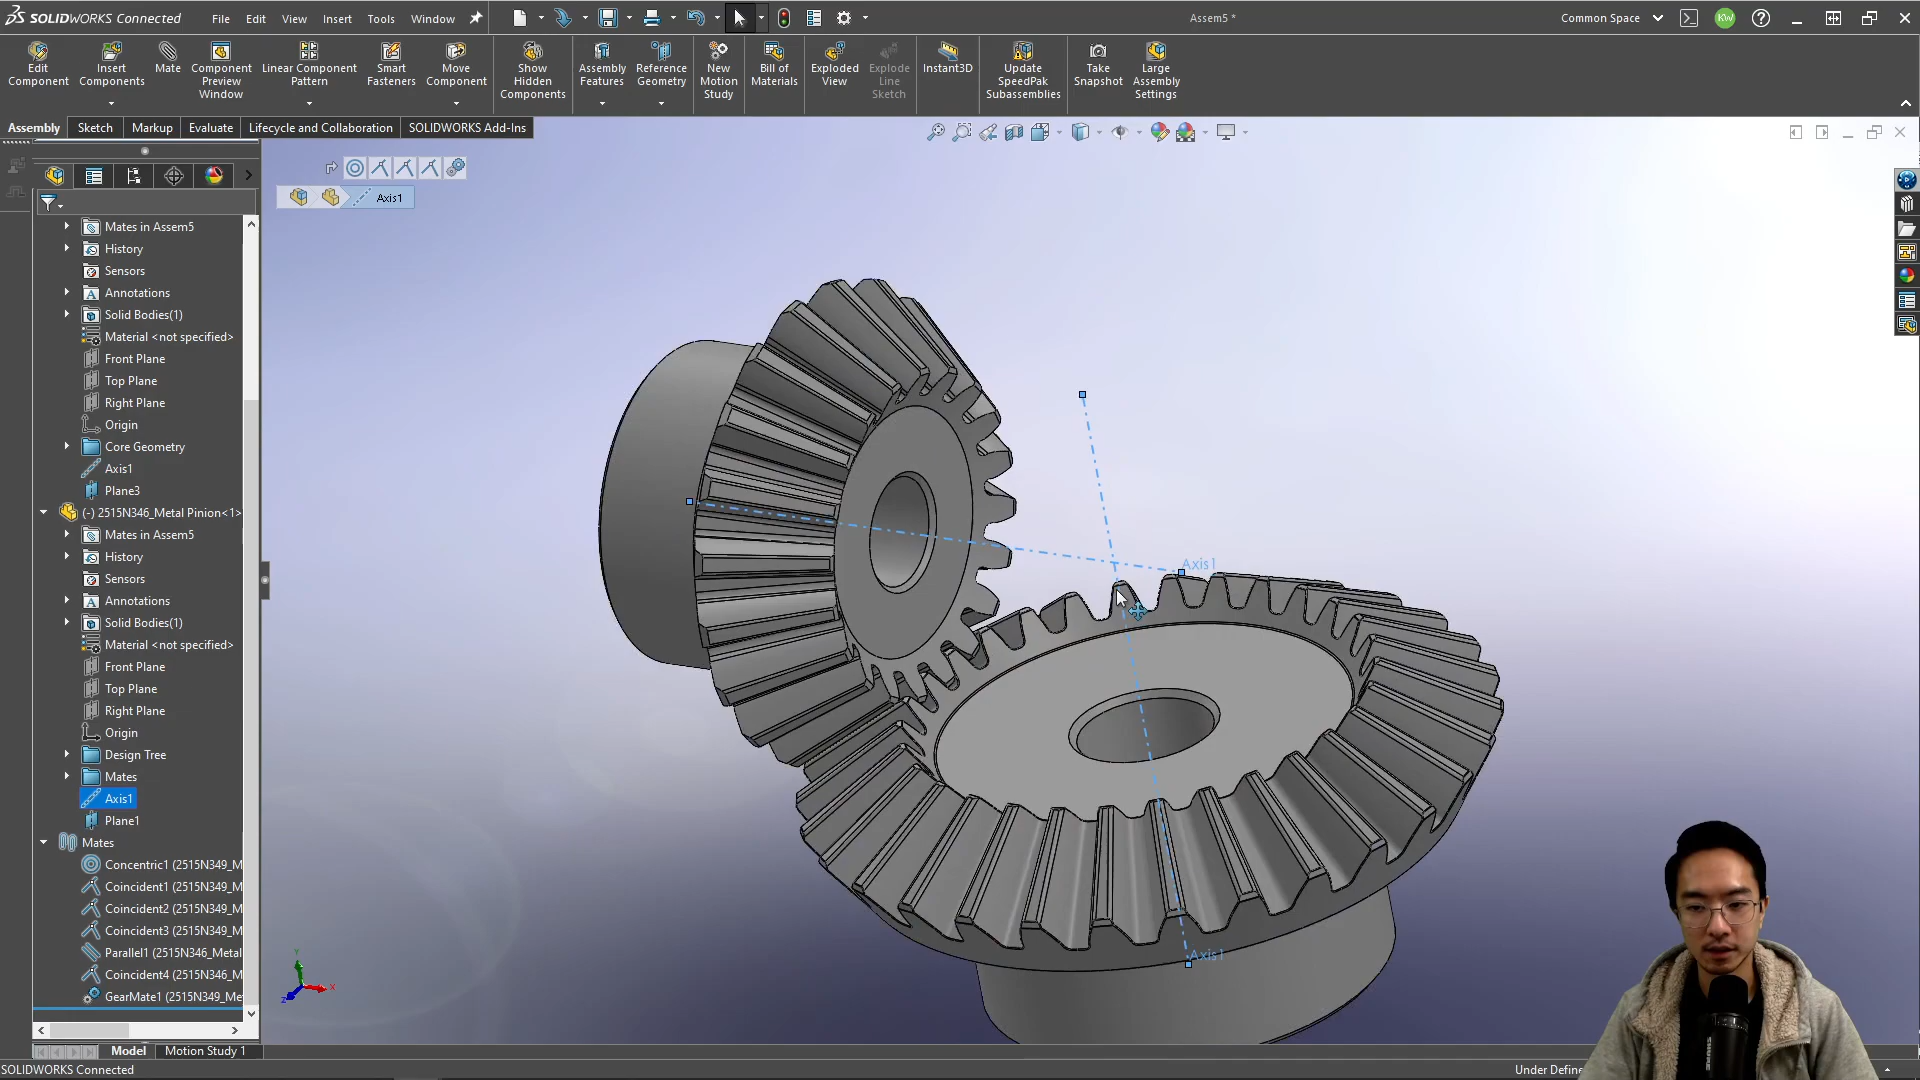 SOLIDWORKS Connected
File Edit View Insert Tools Window
Assem5 *
Common Space
KW
Edit Component
Insert Components
Mate
Component Preview Window
Linear Component Pattern
Smart Fasteners
Move Component
Show Hidden Components
Assembly Features
Reference Geometry
New Motion Study
Bill of Materials
Exploded View
Explode Line Sketch
Instant3D
Update SpeedPak Subassemblies
Take Snapshot
Large Assembly Settings
Assembly Sketch Markup Evaluate Lifecycle and Collaboration SOLIDWORKS Add-Ins
Axis1
Mates in Assem5
History
Sensors
Annotations
Solid Bodies(1)
Material <not specified>
Front Plane
Top Plane
Right Plane
Origin
Core Geometry
Axis1
Plane3
(-) 2515N346_Metal Pinion<1>
Mates in Assem5
History
Sensors
Annotations
Solid Bodies(1)
Material <not specified>
Front Plane
Top Plane
Right Plane
Origin
Design Tree
Mates
Axis1
Plane1
Mates
Concentric1 (2515N349_M
Coincident1 (2515N349_M
Coincident2 (2515N349_M
Coincident3 (2515N349_M
Parallel1 (2515N346_Metal
Coincident4 (2515N346_M
GearMate1 (2515N349_Me
Axis1
Axis1
Y
X
Z
Model Motion Study 1
SOLIDWORKS Connected
Under Define
SHURE